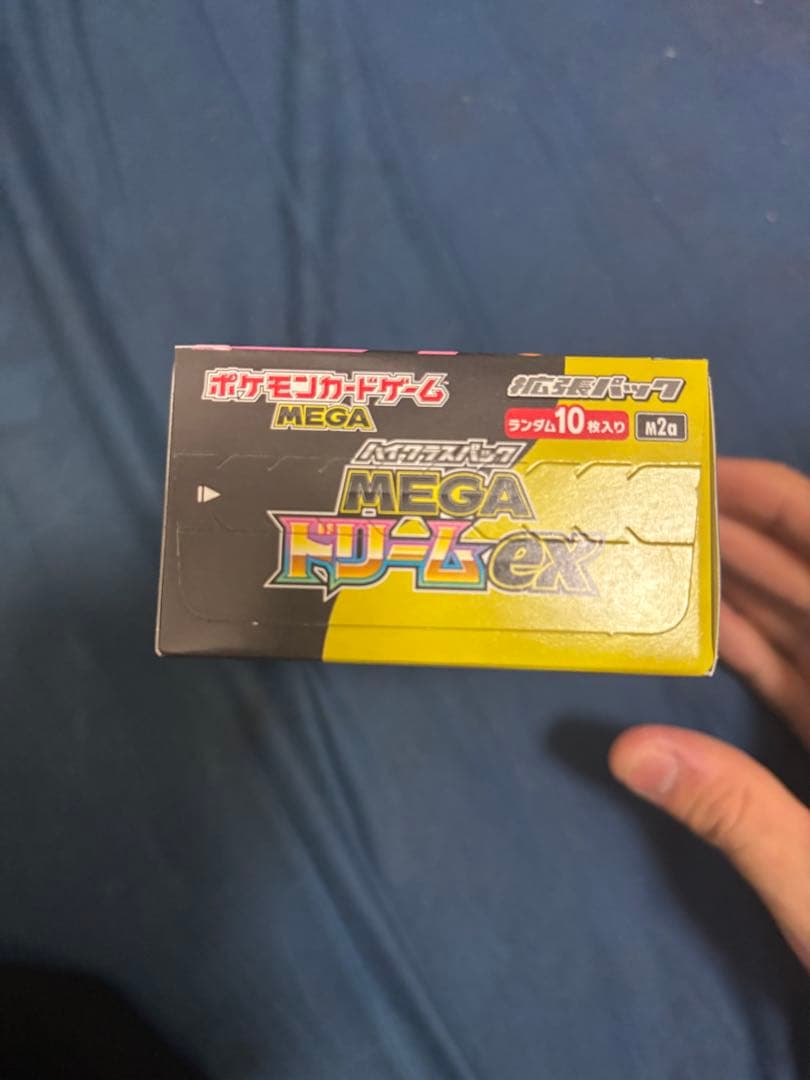 ポケモンカードゲーム
MEGA
拡張パック
ランダム10枚入り
M2a
ハイクラスパック
MEGA
ドリームex